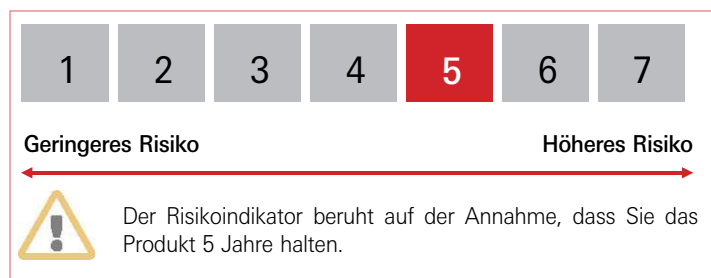 1 2 3 4 5 6 7
Geringeres Risiko Höheres Risiko
Der Risikoindikator beruht auf der Annahme, dass Sie das
Produkt 5 Jahre halten.